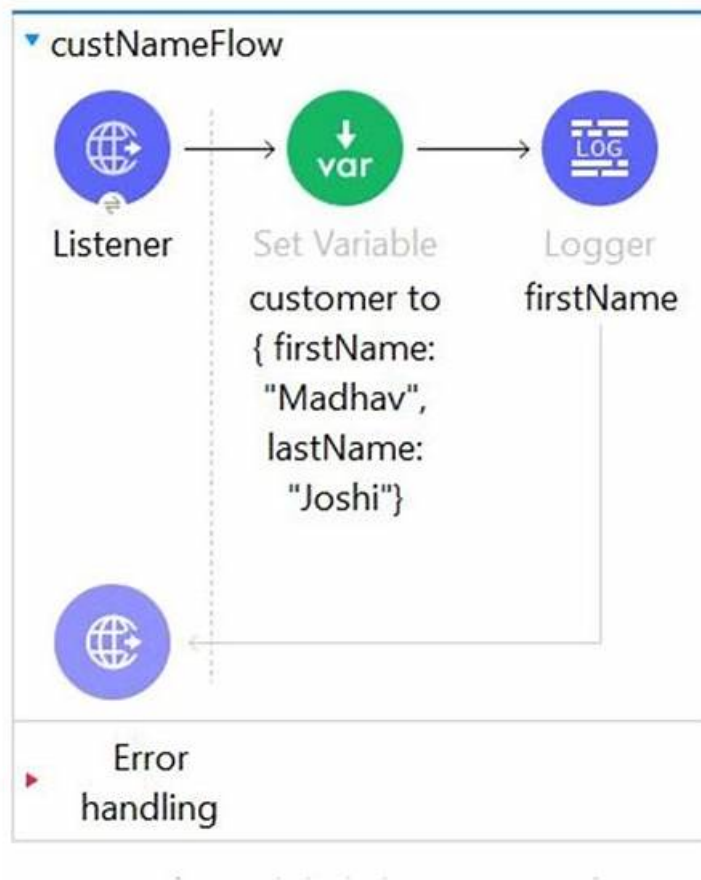 custNameFlow
var
LOG
Listener
Set Variable
Logger
customer to
{ firstName:
"Madhav",
lastName:
"Joshi"}
firstName
Error
handling